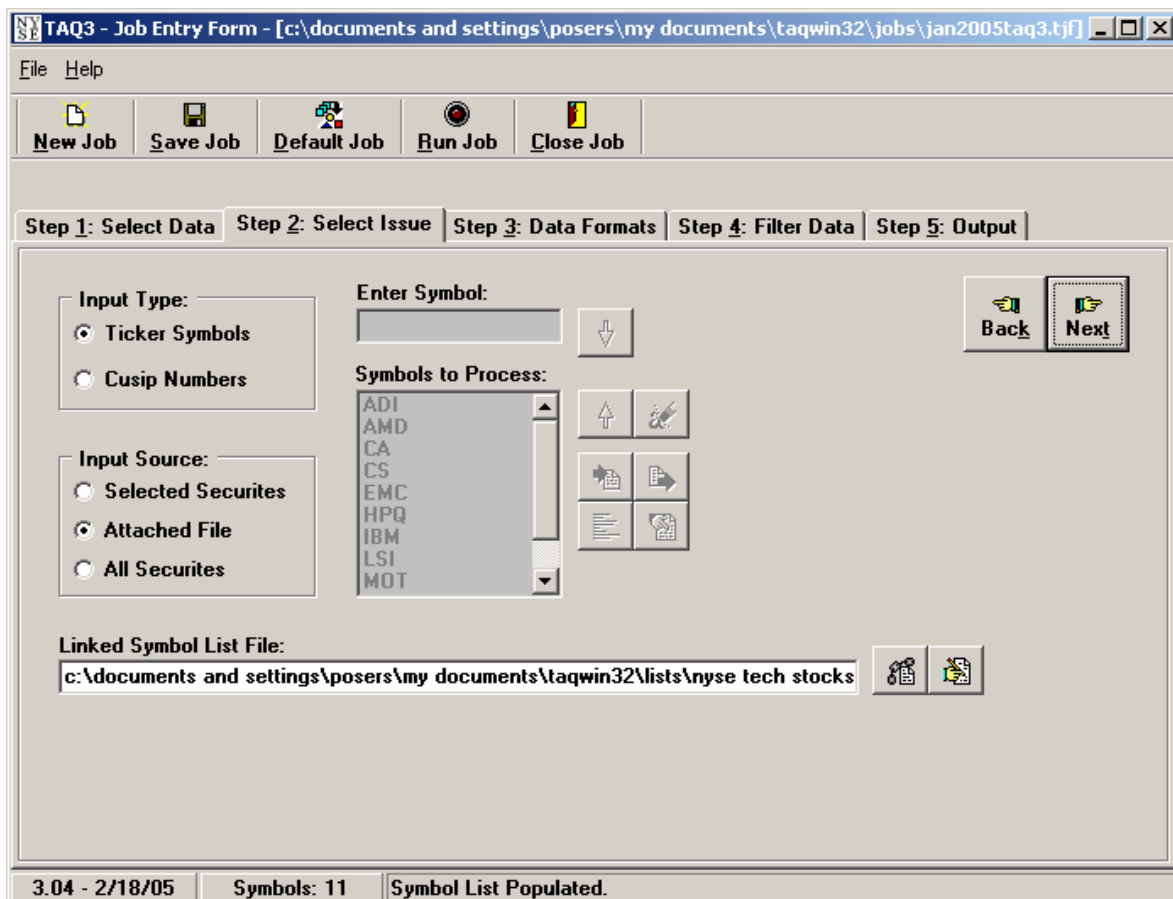 NYSE TAQ3 - Job Entry Form - [c:\documents and settings\posers\my documents\taqwin32\jobs\jan2005taq3.tjf]
File Help
New Job Save Job Default Job Run Job Close Job
Step 1: Select Data Step 2: Select Issue Step 3: Data Formats Step 4: Filter Data Step 5: Output
Input Type:
Ticker Symbols
Cusip Numbers
Enter Symbol:
Back Next
Symbols to Process:
ADI
AMD
CA
CS
EMC
HPQ
IBM
LSI
MOT
Input Source:
Selected Securites
Attached File
All Securites
Linked Symbol List File:
c:\documents and settings\posers\my documents\taqwin32\lists\nyse tech stocks
3.04 - 2/18/05 Symbols: 11 Symbol List Populated.